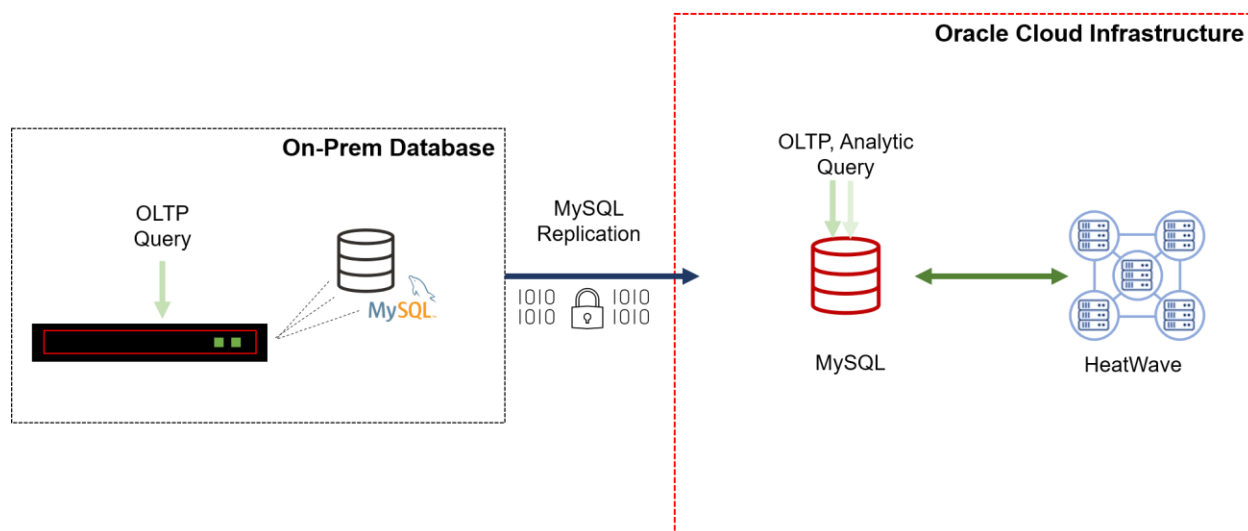 Oracle Cloud Infrastructure
On-Prem Database
OLTP
Query
MySQL™
MySQL
Replication
1010 1010
1010 1010
OLTP, Analytic
Query
MySQL
HeatWave